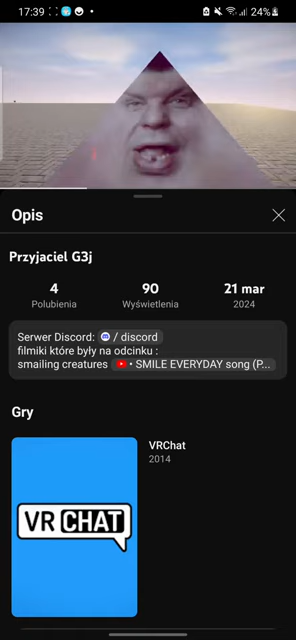 17:39
24%
Opis
Przyjaciel G3j
4 90 21 mar
Polubienia Wyświetlenia 2024
Serwer Discord: / discord
filmiki które były na odcinku :
smailing creatures • SMILE EVERYDAY song (P...
Gry
VRChat
2014
VR CHAT